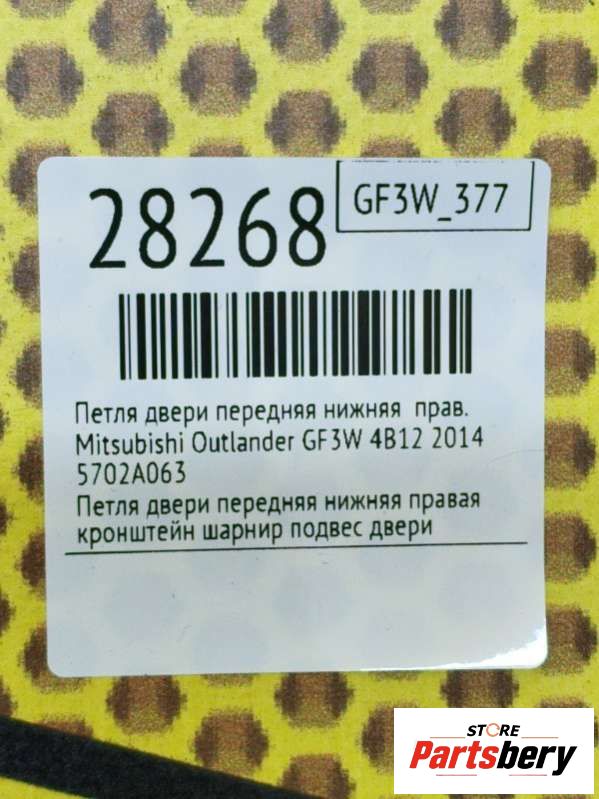 28268
GF3W_377
Петля двери передняя нижняя прав.
Mitsubishi Outlander GF3W 4B12 2014
5702A063
Петля двери передняя нижняя правая
кронштейн шарнир подвес двери
STORE
Partsbery